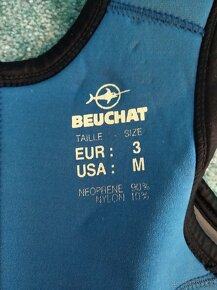 BEUCHAT
TAILLE - SIZE
EUR : 3
USA : M
NEOPRENE 90%
NYLON 10%